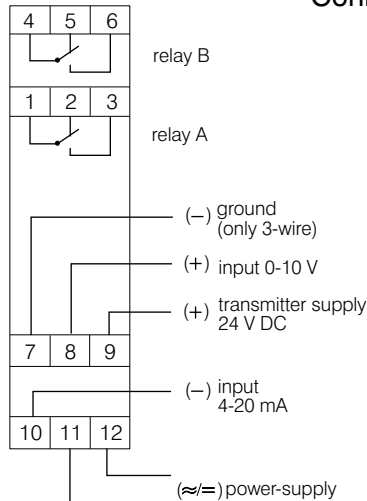 4 5 6
relay B
1 2 3
relay A
(−) ground
(only 3-wire)
(+) input 0-10 V
(+) transmitter supply
24 V DC
7 8 9
(−) input
4-20 mA
10 11 12
(≈/=) power-supply